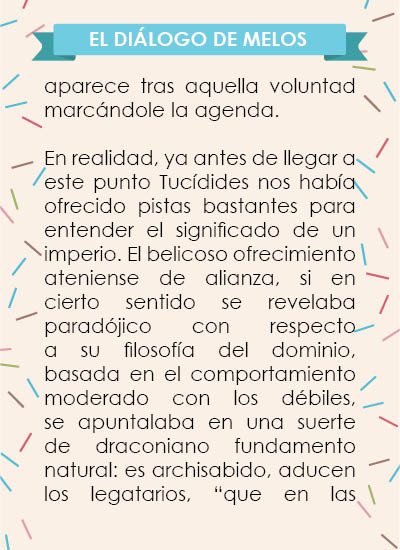 EL DIÁLOGO DE MELOS
aparece tras aquella voluntad
marcándole la agenda.
En realidad, ya antes de llegar a
este punto Tucídides nos había
ofrecido pistas bastantes para
entender el significado de un
imperio. El belicoso ofrecimiento
ateniense de alianza, si en
cierto sentido se revelaba
paradójico con respecto
a su filosofía del dominio,
basada en el comportamiento
moderado con los débiles,
se apuntalaba en una suerte
de draconiano fundamento
natural: es archisabido, aducen
los legatarios, “que en las